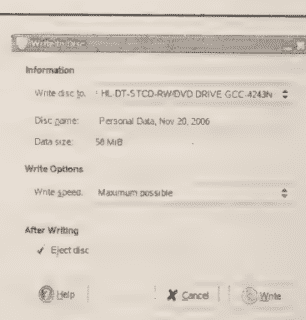 Write to Disc
Information
Write disc to: HL-DT-STCD-RW/DVD DRIVE GCC-4243N
Disc name: Personal Data, Nov 20, 2006
Data size: 58 MiB
Write Options
Write speed: Maximum possible
After Writing
✓ Eject disc
Help Cancel Write